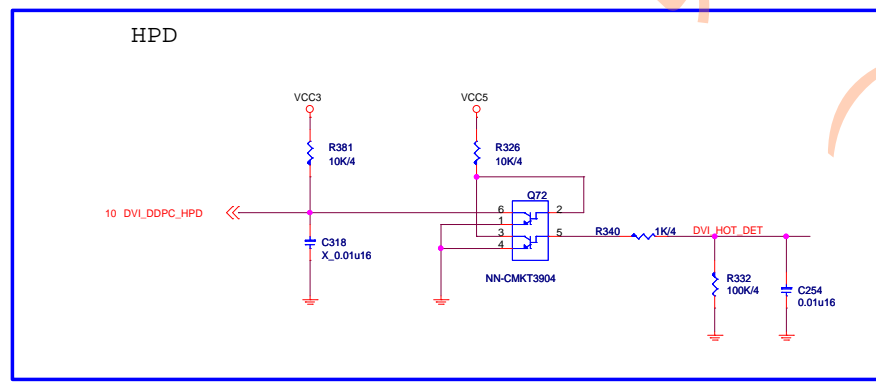 HPD
VCC3
VCC5
R381
10K/4
R326
10K/4
Q72
10 DVI_DDPC_HPD
6
2
1
3
5
4
R340
1K/4
DVI_HOT_DET
C318
X_0.01u16
NN-CMKT3904
R332
100K/4
C254
0.01u16